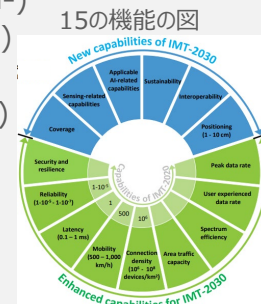 15の機能の図
New capabilities of IMT-2030
Applicable
AI-related
capabilities
Sustainability
Sensing-related
capabilities
Interoperability
Coverage
Positioning
(1 - 10 cm)
Capabilities of IMT-2020
Security and
resilience
Peak data rate
Reliability
(1-10⁻⁵ - 1-10⁻⁷)
1-10⁻⁵
User experienced
data rate
Latency
(0.1 – 1 ms)
1
Spectrum
efficiency
Mobility
(500 – 1,000
km/h)
500
Connection
density
(10⁶ - 10⁸
devices/km²)
10⁶
Area traffic
capacity
Enhanced capabilities for IMT-2030